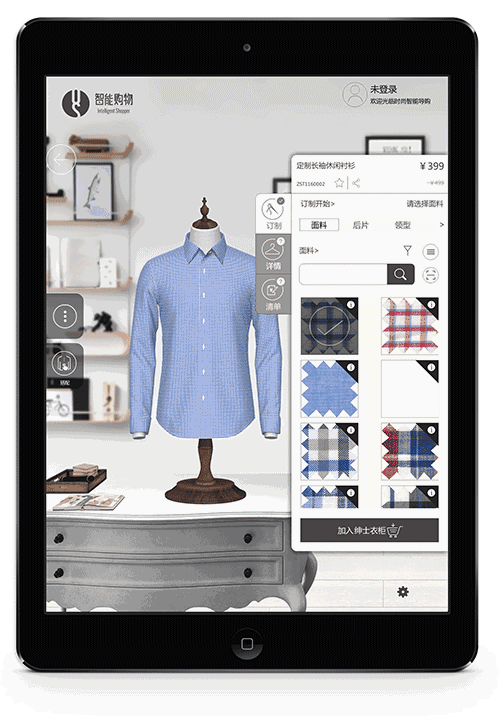 智能购物
Intelligent Shopper
未登录
欢迎光临时尚智能导购
定制长袖休闲衬衫
¥399
ZST1160002
¥499
订制开始>
请选择面料
订制
面料
后片
领型
>
面料>
详情
清单
搭配
加入绅士衣柜